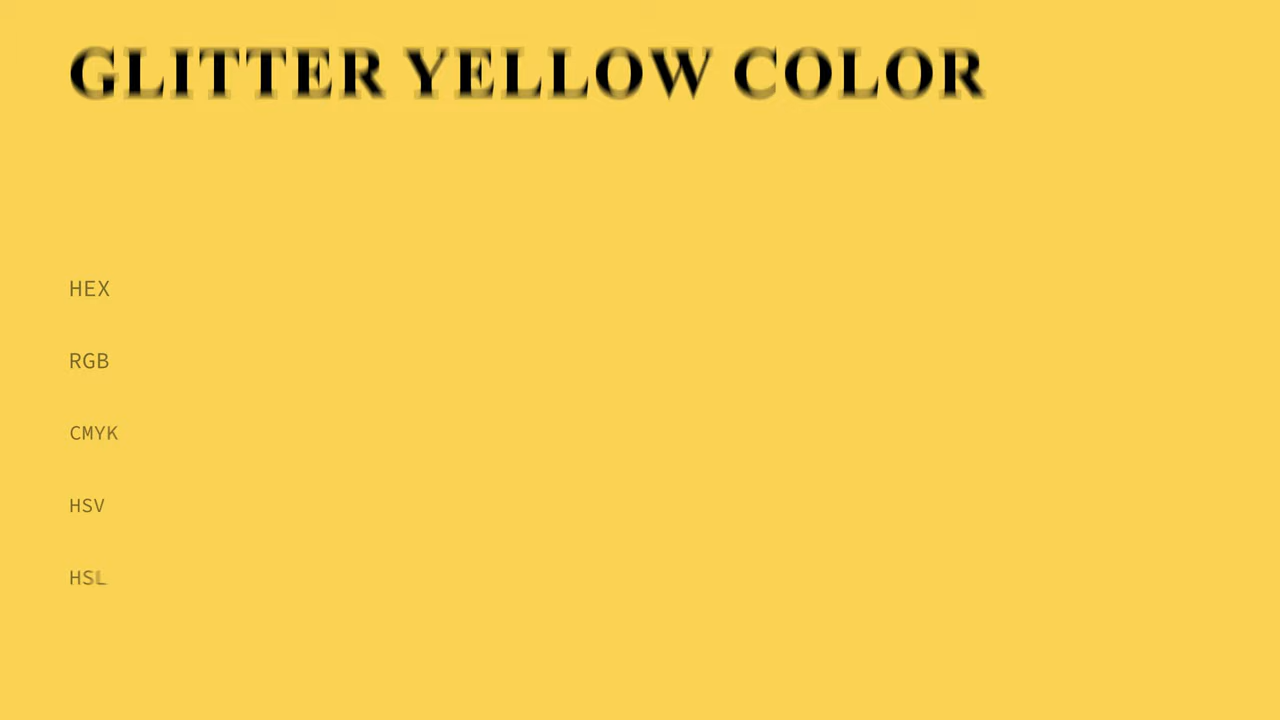 GLITTER YELLOW COLOR
HEX
RGB
CMYK
HSV
HSL